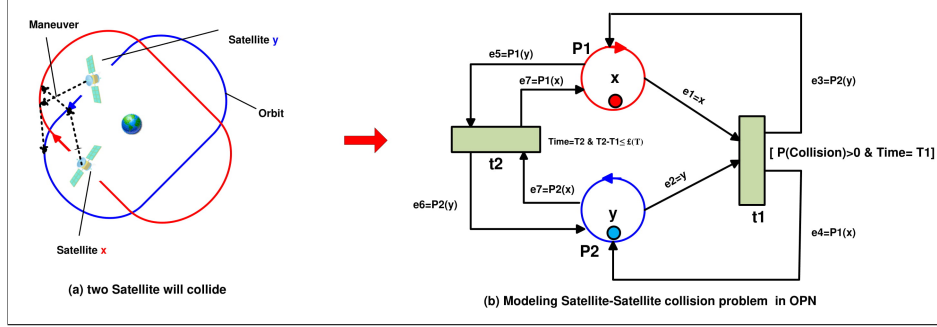 Maneuver
Satellite y
Orbit
Satellite x
(a) two Satellite will collide
P1
x
e5=P1(y)
e7=P1(x)
e1=x
e3=P2(y)
t2
Time=T2 & T2-T1≤ £(T)
[ P(Collision)>0 & Time= T1]
t1
e7=P2(x)
e2=y
e6=P2(y)
y
P2
e4=P1(x)
(b) Modeling Satellite-Satellite collision problem in OPN